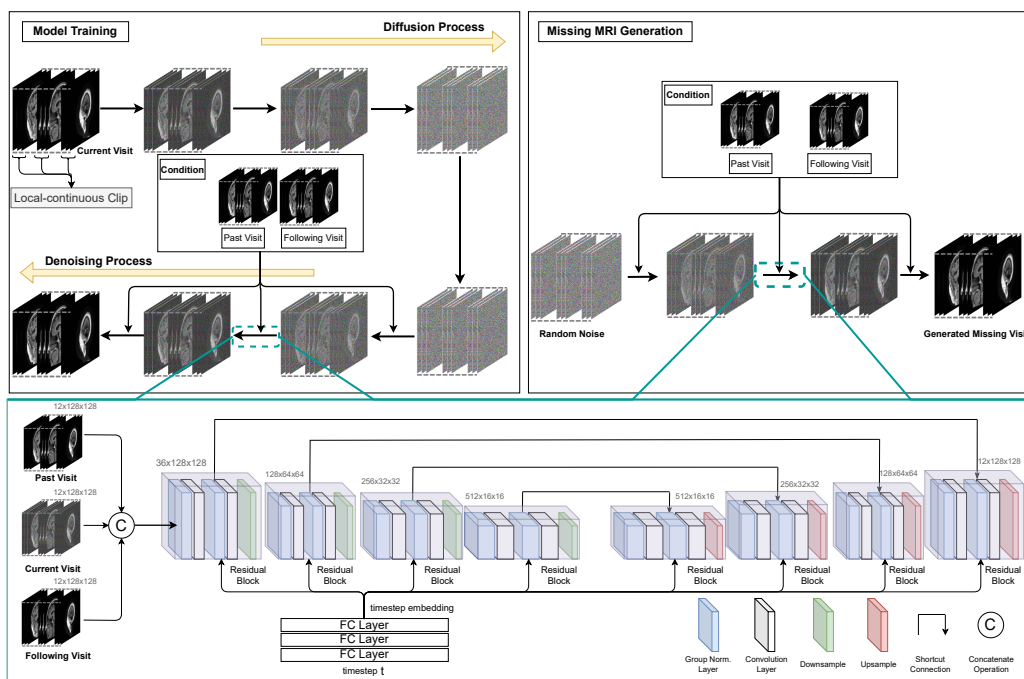 Model Training
Diffusion Process
Current Visit
Local-continuous Clip
Condition
Past Visit
Following Visit
Denoising Process
Missing MRI Generation
Condition
Past Visit
Following Visit
Random Noise
Generated Missing Visit
12x128x128
Past Visit
12x128x128
Current Visit
12x128x128
Following Visit
C
36x128x128
128x64x64
256x32x32
512x16x16
512x16x16
256x32x32
128x64x64
12x128x128
Residual
Block
Residual
Block
Residual
Block
Residual
Block
Residual
Block
Residual
Block
Residual
Block
Residual
Block
timestep embedding
FC Layer
FC Layer
FC Layer
timestep t
Group Norm.
Layer
Convolution
Layer
Downsample
Upsample
Shortcut
Connection
C
Concatenate
Operation